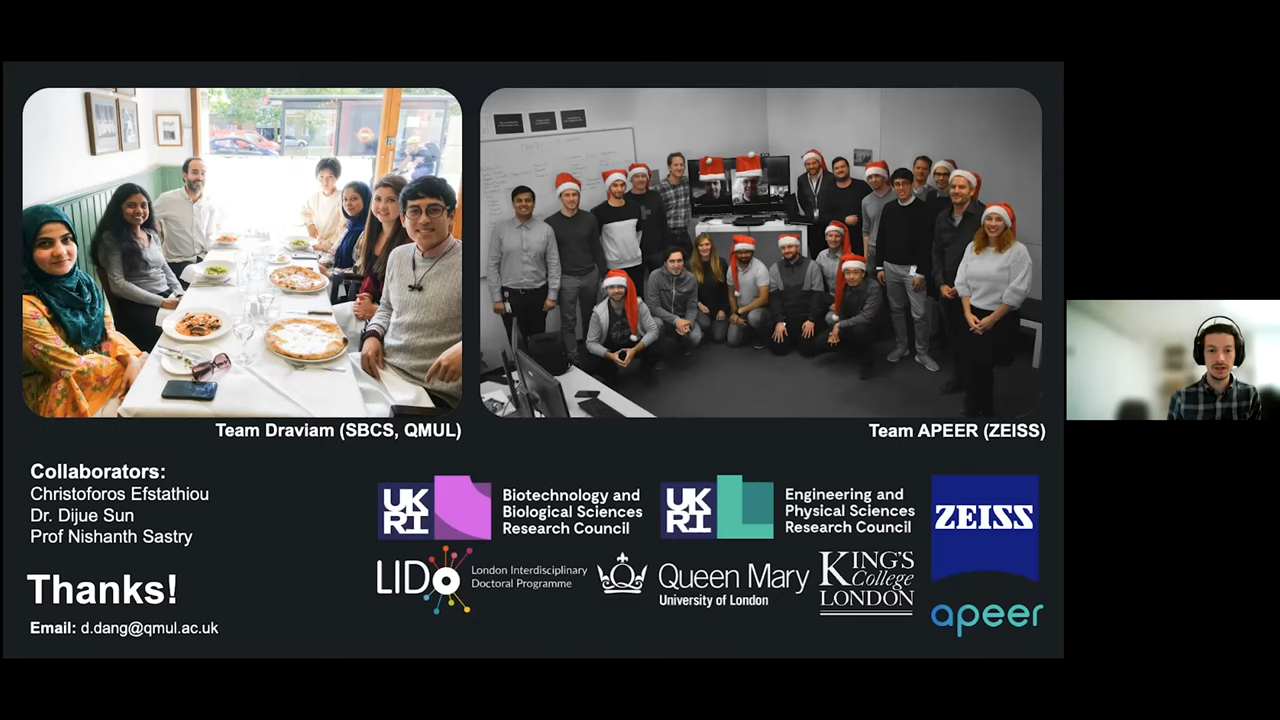 Team Draviam (SBCS, QMUL)
Team APEER (ZEISS)
Collaborators:
Christoforos Efstathiou
Dr. Dijue Sun
Prof Nishanth Sastry
Thanks!
Email: d.dang@qmul.ac.uk
UK
RI
Biotechnology and
Biological Sciences
Research Council
UK
RI
Engineering and
Physical Sciences
Research Council
ZEISS
LIDo
London Interdisciplinary
Doctoral Programme
Queen Mary
University of London
KING'S
College
LONDON
apeer